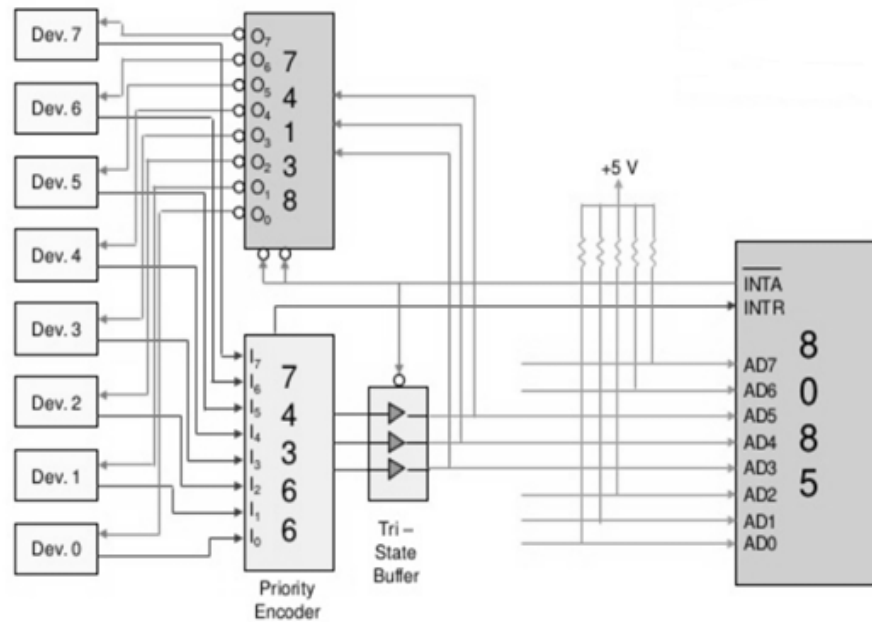 Dev. 7
Dev. 6
Dev. 5
Dev. 4
Dev. 3
Dev. 2
Dev. 1
Dev. 0
O7
O6
O5
O4
O3
O2
O1
O0
7
4
1
3
8
I7
I6
I5
I4
I3
I2
I1
I0
7
4
3
6
6
Priority
Encoder
Tri –
State
Buffer
+5 V
INTA
INTR
AD7
AD6
AD5
AD4
AD3
AD2
AD1
AD0
8
0
8
5